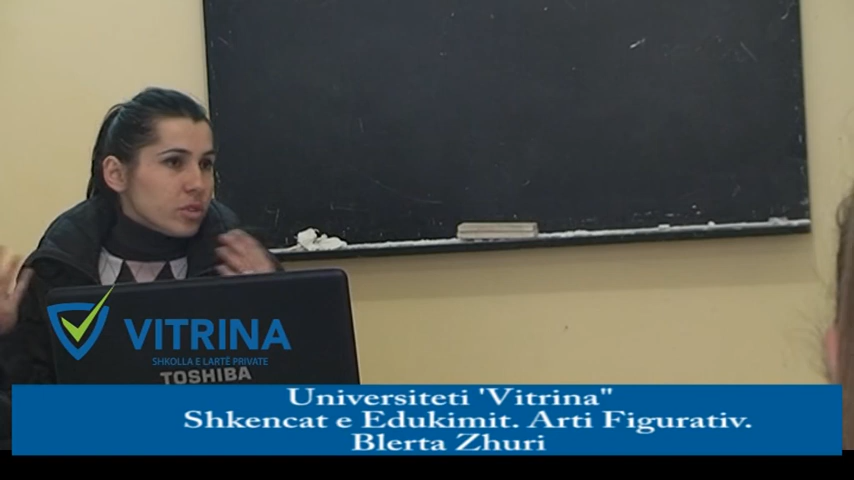 VITRINA
SHKOLLA E LARTË PRIVATE
TOSHIBA
Universiteti 'Vitrina"
Shkencat e Edukimit. Arti Figurativ.
Blerta Zhuri